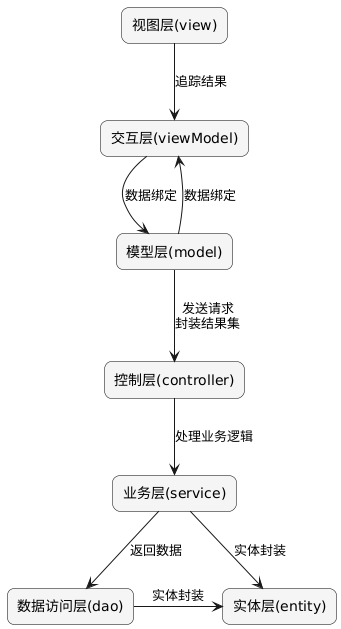 视图层(view)
追踪结果
交互层(viewModel)
数据绑定
数据绑定
模型层(model)
发送请求
封装结果集
控制层(controller)
处理业务逻辑
业务层(service)
返回数据
实体封装
数据访问层(dao)
实体封装
实体层(entity)